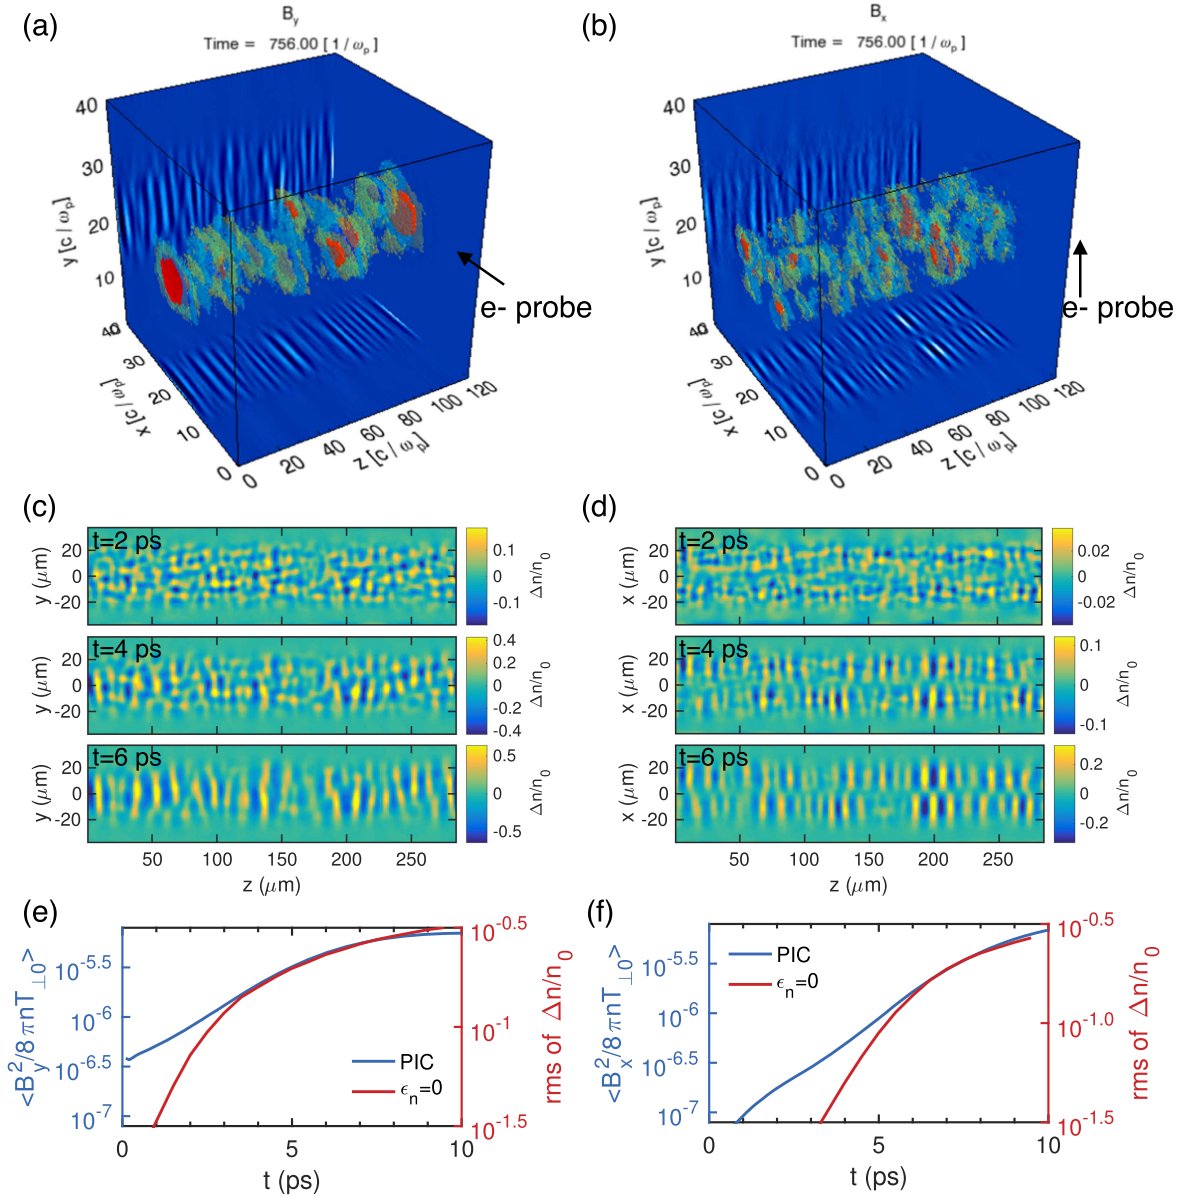 (a)
B_y
Time = 756.00 [ 1 / ω_p ]
40
30
20
10
0
y [c / ω_p]
40
30
20
10
0
x [c / ω_p]
0
20
40
60
80
100
120
z [c / ω_p]
e- probe
(b)
B_x
Time = 756.00 [ 1 / ω_p ]
40
30
20
10
0
y [c / ω_p]
40
30
20
10
0
x [c / ω_p]
0
20
40
60
80
100
120
z [c / ω_p]
e- probe
(c)
t=2 ps
20
0
-20
y (μm)
0.1
0
-0.1
Δn/n_0
t=4 ps
20
0
-20
y (μm)
0.4
0.2
0
-0.2
-0.4
Δn/n_0
t=6 ps
20
0
-20
y (μm)
0.5
0
-0.5
Δn/n_0
50 100 150 200 250
z (μm)
(d)
t=2 ps
20
0
-20
x (μm)
0.02
0
-0.02
Δn/n_0
t=4 ps
20
0
-20
x (μm)
0.1
0
-0.1
Δn/n_0
t=6 ps
20
0
-20
x (μm)
0.2
0
-0.2
Δn/n_0
50 100 150 200 250
z (μm)
(e)
<B_y^2/8πnT_⊥0>
10^-5.5
10^-6
10^-6.5
10^-7
PIC
ϵ_n=0
10^-0.5
10^-1
10^-1.5
rms of Δn/n_0
0 5 10
t (ps)
(f)
<B_x^2/8πnT_⊥0>
10^-5.5
10^-6
10^-6.5
10^-7
PIC
ϵ_n=0
10^-0.5
10^-1.0
10^-1.5
rms of Δn/n_0
0 5 10
t (ps)